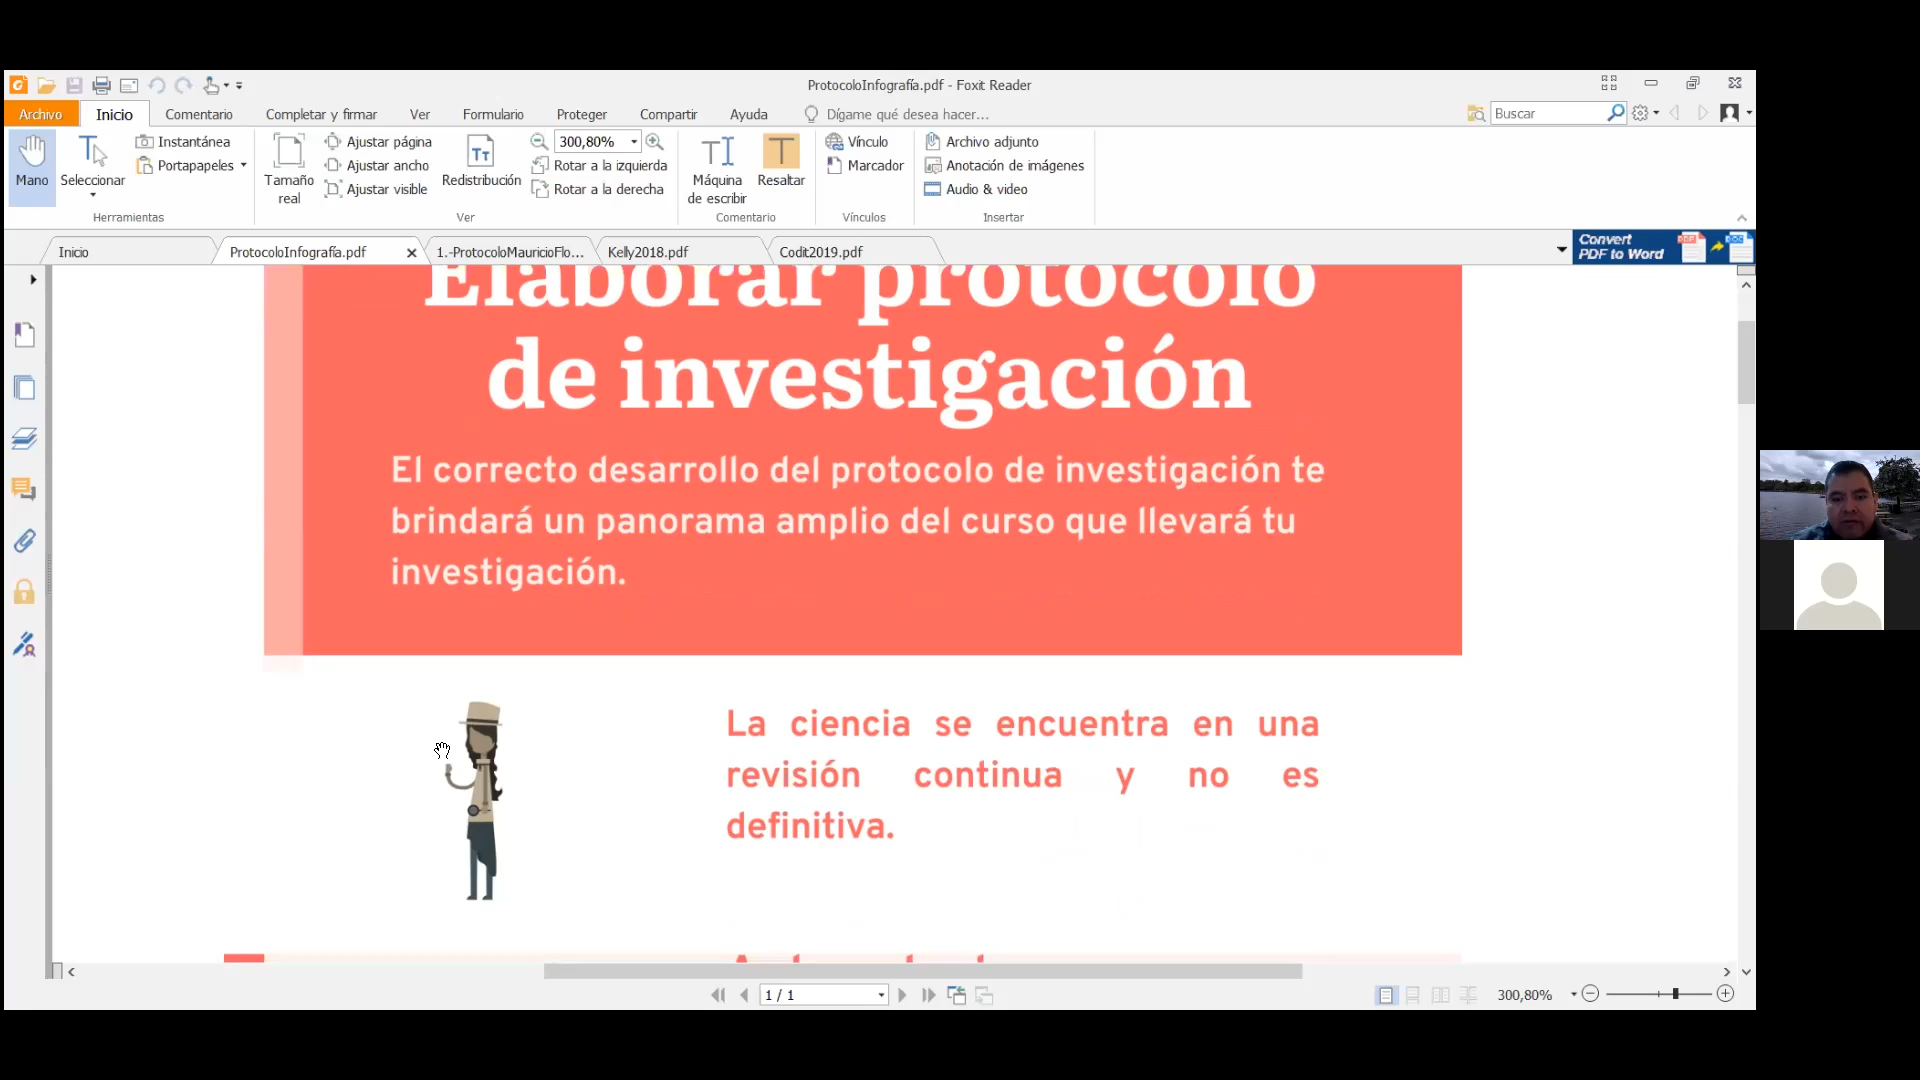 ProtocoloInfografía.pdf - Foxit Reader
Archivo Inicio Comentario Completar y firmar Ver Formulario Proteger Compartir Ayuda Dígame qué desea hacer... Buscar
Mano
Seleccionar
Instantánea
Portapapeles
Herramientas
Tamaño
real
Ajustar página
Ajustar ancho
Ajustar visible
Redistribución
300,80%
Rotar a la izquierda
Rotar a la derecha
Ver
Máquina
de escribir
Resaltar
Comentario
Vínculo
Marcador
Vínculos
Archivo adjunto
Anotación de imágenes
Audio & video
Insertar
Inicio ProtocoloInfografía.pdf 1.-ProtocoloMauricioFlo... Kelly2018.pdf Codit2019.pdf
Convert
PDF to Word
Elaborar protocolo
de investigación
El correcto desarrollo del protocolo de investigación te
brindará un panorama amplio del curso que llevará tu
investigación.
La ciencia se encuentra en una
revisión continua y no es
definitiva.
1 / 1
300,80%